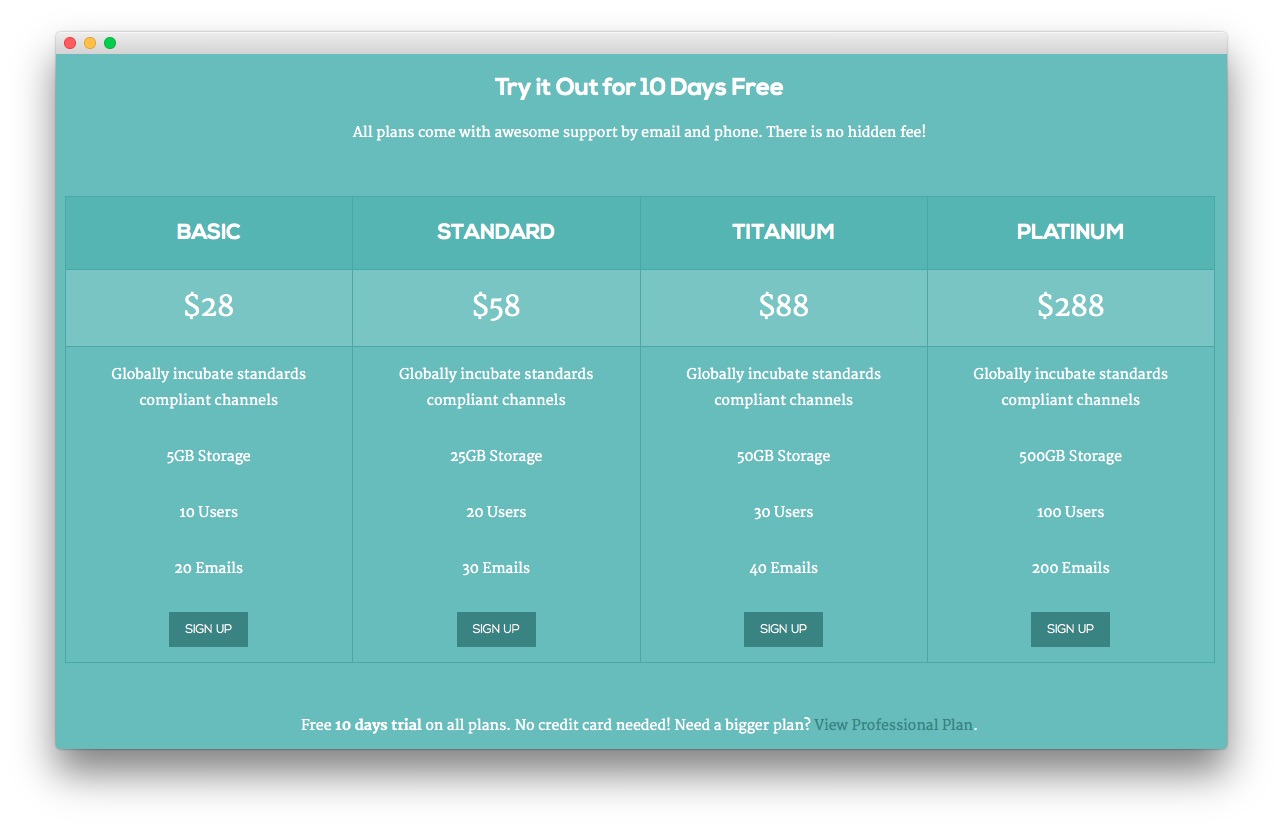 Try it Out for 10 Days Free
All plans come with awesome support by email and phone. There is no hidden fee!
BASIC
STANDARD
TITANIUM
PLATINUM
$28
$58
$88
$288
Globally incubate standards
compliant channels
Globally incubate standards
compliant channels
Globally incubate standards
compliant channels
Globally incubate standards
compliant channels
5GB Storage
25GB Storage
50GB Storage
500GB Storage
10 Users
20 Users
30 Users
100 Users
20 Emails
30 Emails
40 Emails
200 Emails
SIGN UP
SIGN UP
SIGN UP
SIGN UP
Free 10 days trial on all plans. No credit card needed! Need a bigger plan? View Professional Plan.